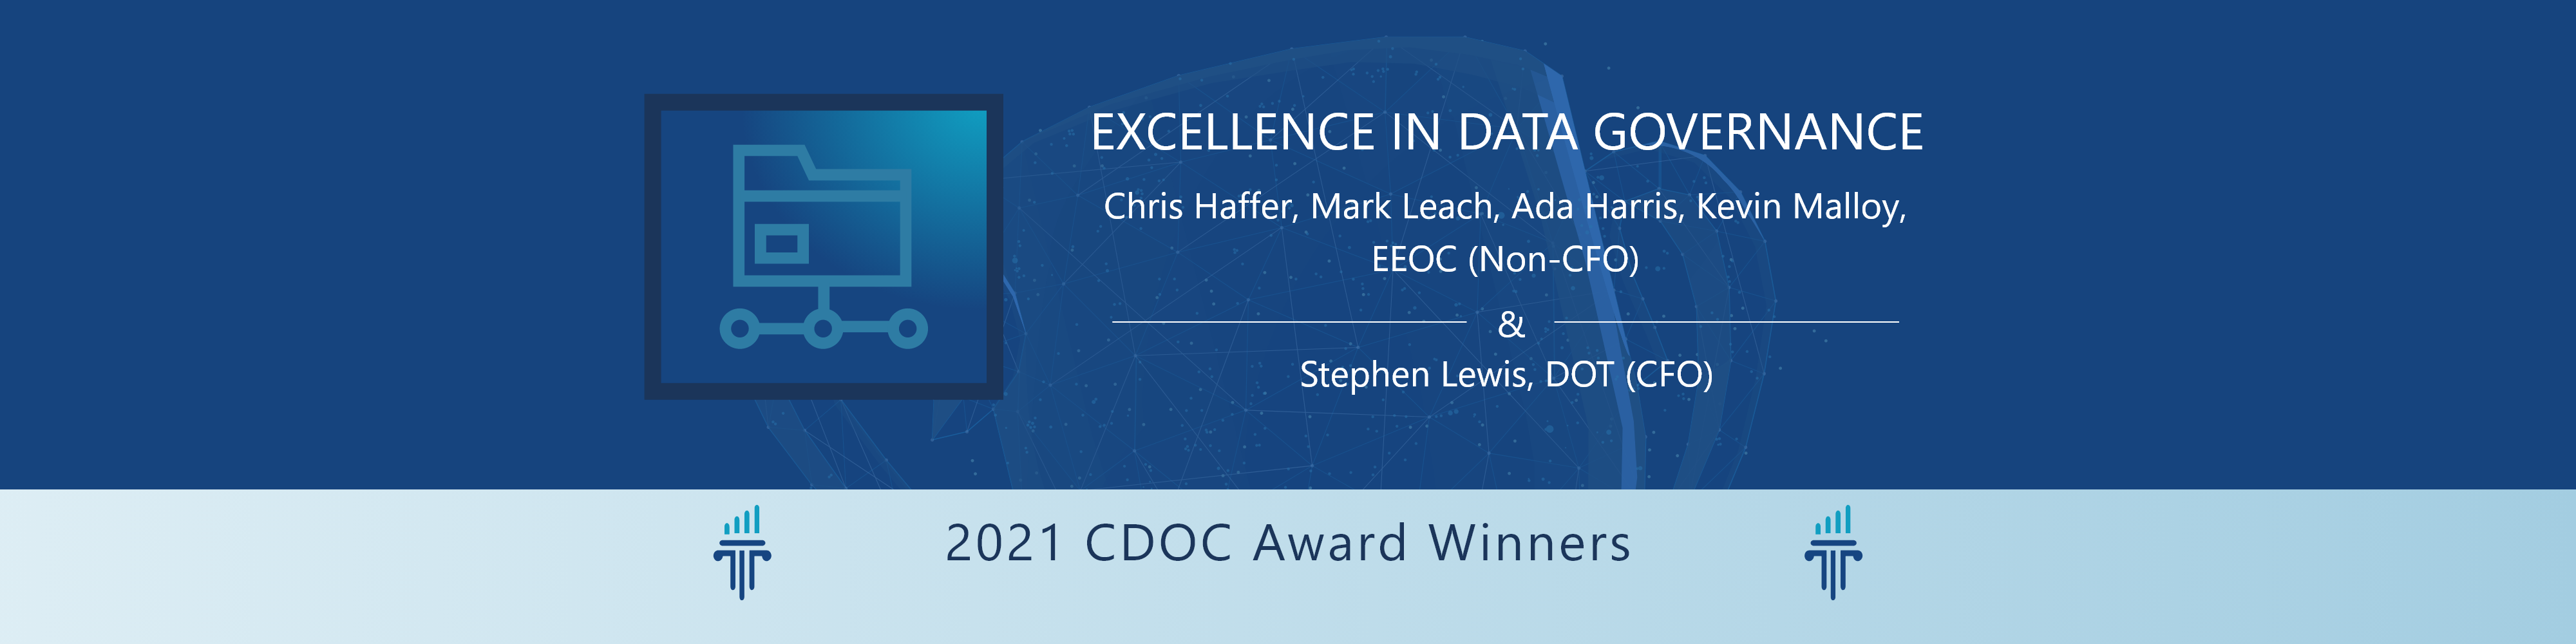 EXCELLENCE IN DATA GOVERNANCE
Chris Haffer, Mark Leach, Ada Harris, Kevin Malloy,
EEOC (Non-CFO)
&
Stephen Lewis, DOT (CFO)
2021 CDOC Award Winners